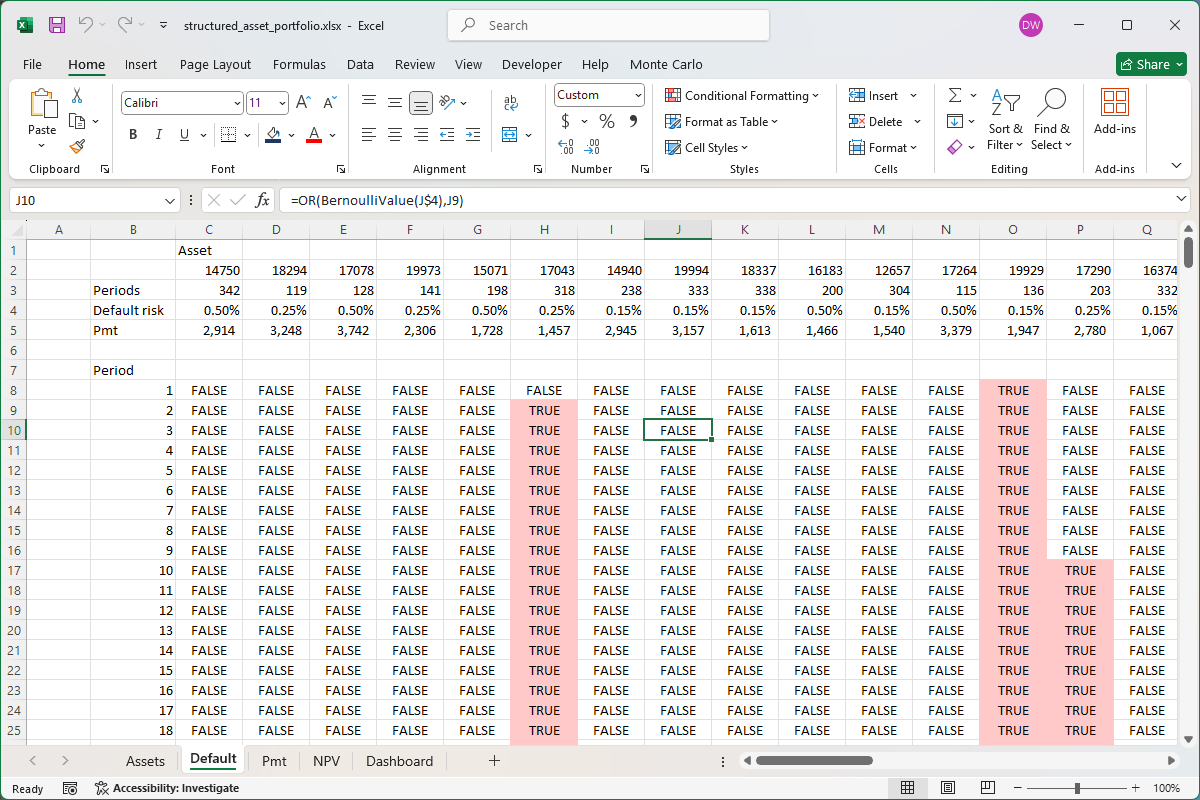 structured_asset_portfolio.xlsx - Excel
Search
DW
File Home Insert Page Layout Formulas Data Review View Developer Help Monte Carlo
Share
Paste
Calibri 11
B I U A
ab
Custom
$ % 9
Conditional Formatting
Format as Table
Cell Styles
Insert
Delete
Format
Sort & Filter
Find & Select
Add-ins
Clipboard Font Alignment Number Styles Cells Editing Add-ins
J10 fx =OR(BernoulliValue(J$4),J9)
A B C D E F G H I J K L M N O P Q
1 Asset
2 14750 18294 17078 19973 15071 17043 14940 19994 18337 16183 12657 17264 19929 17290 16374
3 Periods 342 119 128 141 198 318 238 333 338 200 304 115 136 203 332
4 Default risk 0.50% 0.25% 0.50% 0.25% 0.50% 0.25% 0.15% 0.15% 0.15% 0.50% 0.15% 0.50% 0.15% 0.25% 0.15%
5 Pmt 2,914 3,248 3,742 2,306 1,728 1,457 2,945 3,157 1,613 1,466 1,540 3,379 1,947 2,780 1,067
6
7 Period
8 1 FALSE FALSE FALSE FALSE FALSE FALSE FALSE FALSE FALSE FALSE FALSE FALSE TRUE FALSE FALSE
9 2 FALSE FALSE FALSE FALSE FALSE TRUE FALSE FALSE FALSE FALSE FALSE FALSE TRUE FALSE FALSE
10 3 FALSE FALSE FALSE FALSE FALSE TRUE FALSE FALSE FALSE FALSE FALSE FALSE TRUE FALSE FALSE
11 4 FALSE FALSE FALSE FALSE FALSE TRUE FALSE FALSE FALSE FALSE FALSE FALSE TRUE FALSE FALSE
12 5 FALSE FALSE FALSE FALSE FALSE TRUE FALSE FALSE FALSE FALSE FALSE FALSE TRUE FALSE FALSE
13 6 FALSE FALSE FALSE FALSE FALSE TRUE FALSE FALSE FALSE FALSE FALSE FALSE TRUE FALSE FALSE
14 7 FALSE FALSE FALSE FALSE FALSE TRUE FALSE FALSE FALSE FALSE FALSE FALSE TRUE FALSE FALSE
15 8 FALSE FALSE FALSE FALSE FALSE TRUE FALSE FALSE FALSE FALSE FALSE FALSE TRUE FALSE FALSE
16 9 FALSE FALSE FALSE FALSE FALSE TRUE FALSE FALSE FALSE FALSE FALSE FALSE TRUE FALSE FALSE
17 10 FALSE FALSE FALSE FALSE FALSE TRUE FALSE FALSE FALSE FALSE FALSE FALSE TRUE TRUE FALSE
18 11 FALSE FALSE FALSE FALSE FALSE TRUE FALSE FALSE FALSE FALSE FALSE FALSE TRUE TRUE FALSE
19 12 FALSE FALSE FALSE FALSE FALSE TRUE FALSE FALSE FALSE FALSE FALSE FALSE TRUE TRUE FALSE
20 13 FALSE FALSE FALSE FALSE FALSE TRUE FALSE FALSE FALSE FALSE FALSE FALSE TRUE TRUE FALSE
21 14 FALSE FALSE FALSE FALSE FALSE TRUE FALSE FALSE FALSE FALSE FALSE FALSE TRUE TRUE FALSE
22 15 FALSE FALSE FALSE FALSE FALSE TRUE FALSE FALSE FALSE FALSE FALSE FALSE TRUE TRUE FALSE
23 16 FALSE FALSE FALSE FALSE FALSE TRUE FALSE FALSE FALSE FALSE FALSE FALSE TRUE TRUE FALSE
24 17 FALSE FALSE FALSE FALSE FALSE TRUE FALSE FALSE FALSE FALSE FALSE FALSE TRUE TRUE FALSE
25 18 FALSE FALSE FALSE FALSE FALSE TRUE FALSE FALSE FALSE FALSE FALSE FALSE TRUE TRUE FALSE
Assets Default Pmt NPV Dashboard
Ready Accessibility: Investigate 100%